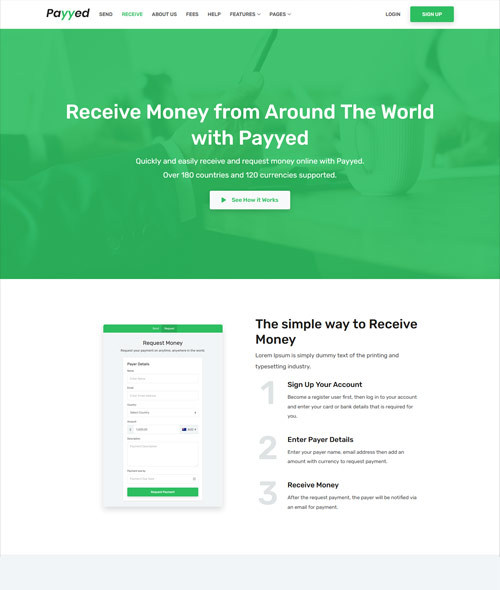 Payyed SEND RECEIVE ABOUT US FEES HELP FEATURES PAGES LOGIN SIGN UP
Receive Money from Around The World
with Payyed
Quickly and easily receive and request money online with Payyed.
Over 180 countries and 120 currencies supported.
See How it Works
Send Request
Request Money
Request your payment on anytime, anywhere in the world.
Payer Details
Name
Email
Country
Select Country
Amount
$ 1,000.00 AUD
Description
Payment Description
Request Payment
The simple way to Receive
Money
Lorem Ipsum is simply dummy text of the printing and
typesetting industry.
1 Sign Up Your Account
Become a register user first, then log in to your account
and enter your card or bank details that is required for
you.
2 Enter Payer Details
Enter your payer name, email address then add an
amount with currency to request payment.
3 Receive Money
After the request payment, the payer will be notified via
an email for payment.